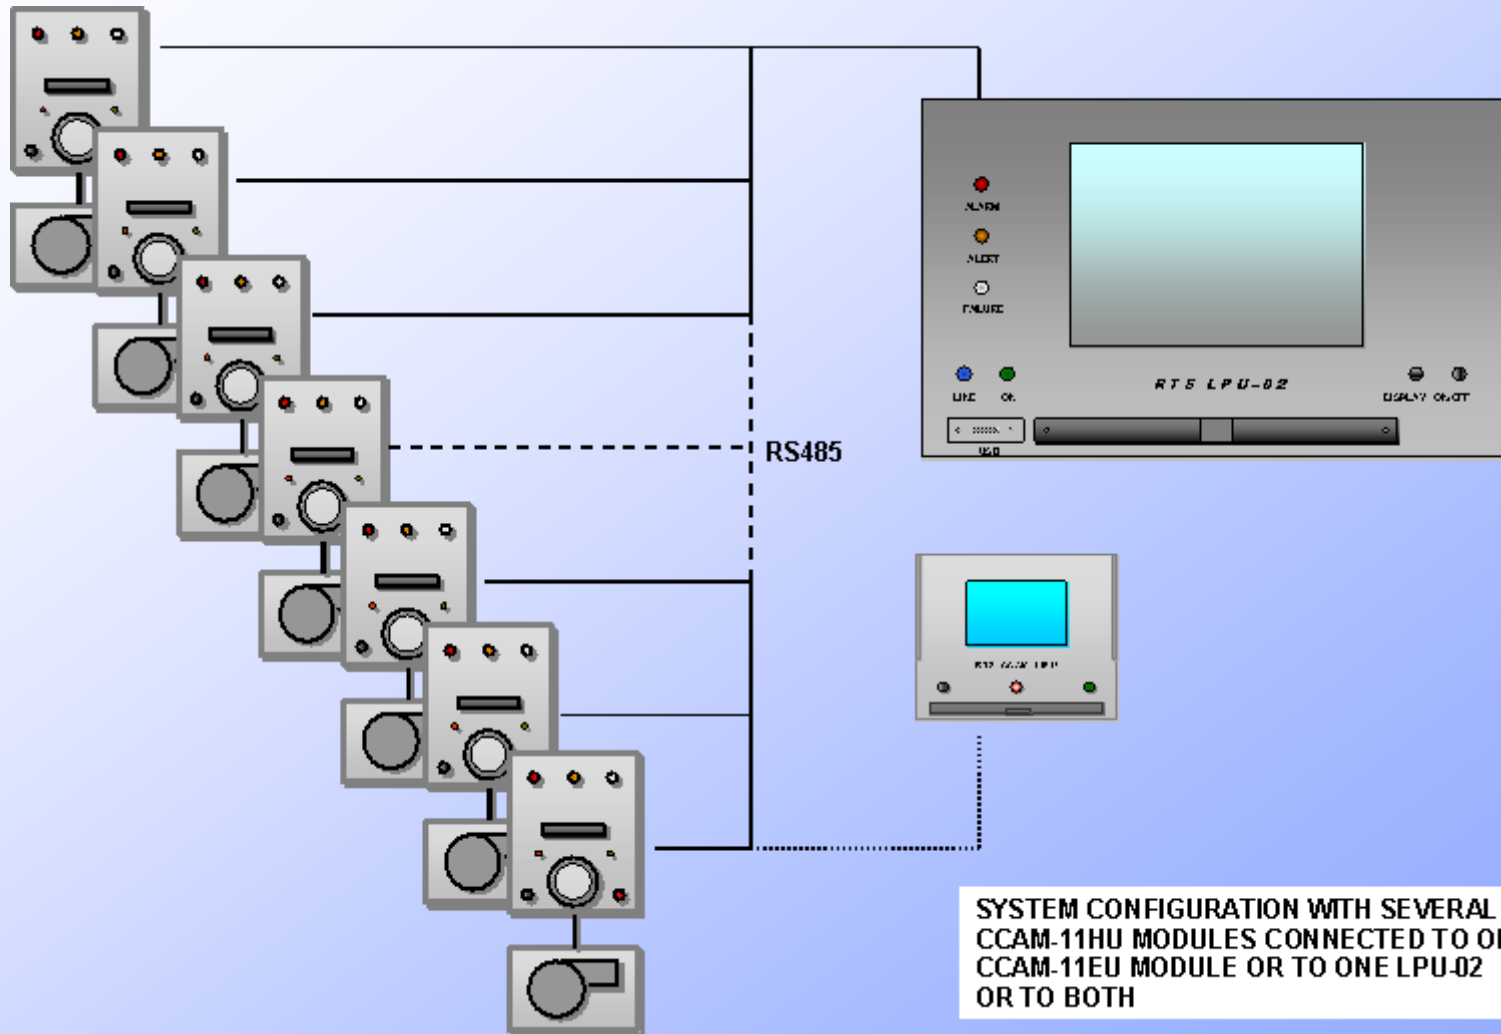 ALARM
ALERT
FAILURE
LINE ON
RTS LPU-02
DISPLAY ON/OFF
USB
RS485
SYSTEM CONFIGURATION WITH SEVERAL
CCAM-11HU MODULES CONNECTED TO
CCAM-11EU MODULE OR TO ONE LPU-02
OR TO BOTH